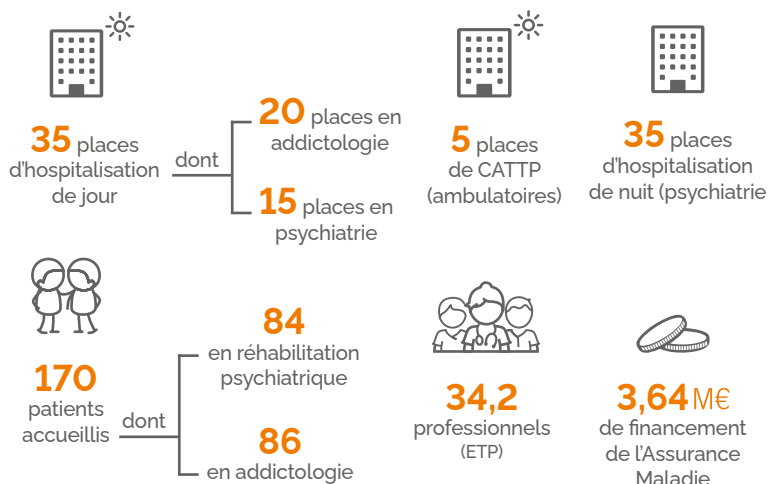 35 places
d’hospitalisation
de jour
dont
20 places en
addictologie
15 places en
psychiatrie
5 places
de CATTP
(ambulatoires)
35 places
d’hospitalisation
de nuit (psychiatrie
170
patients
accueillis
dont
84
en réhabilitation
psychiatrique
86
en addictologie
34,2
professionnels
(ETP)
3,64 M€
de financement
de l’Assurance
Maladie